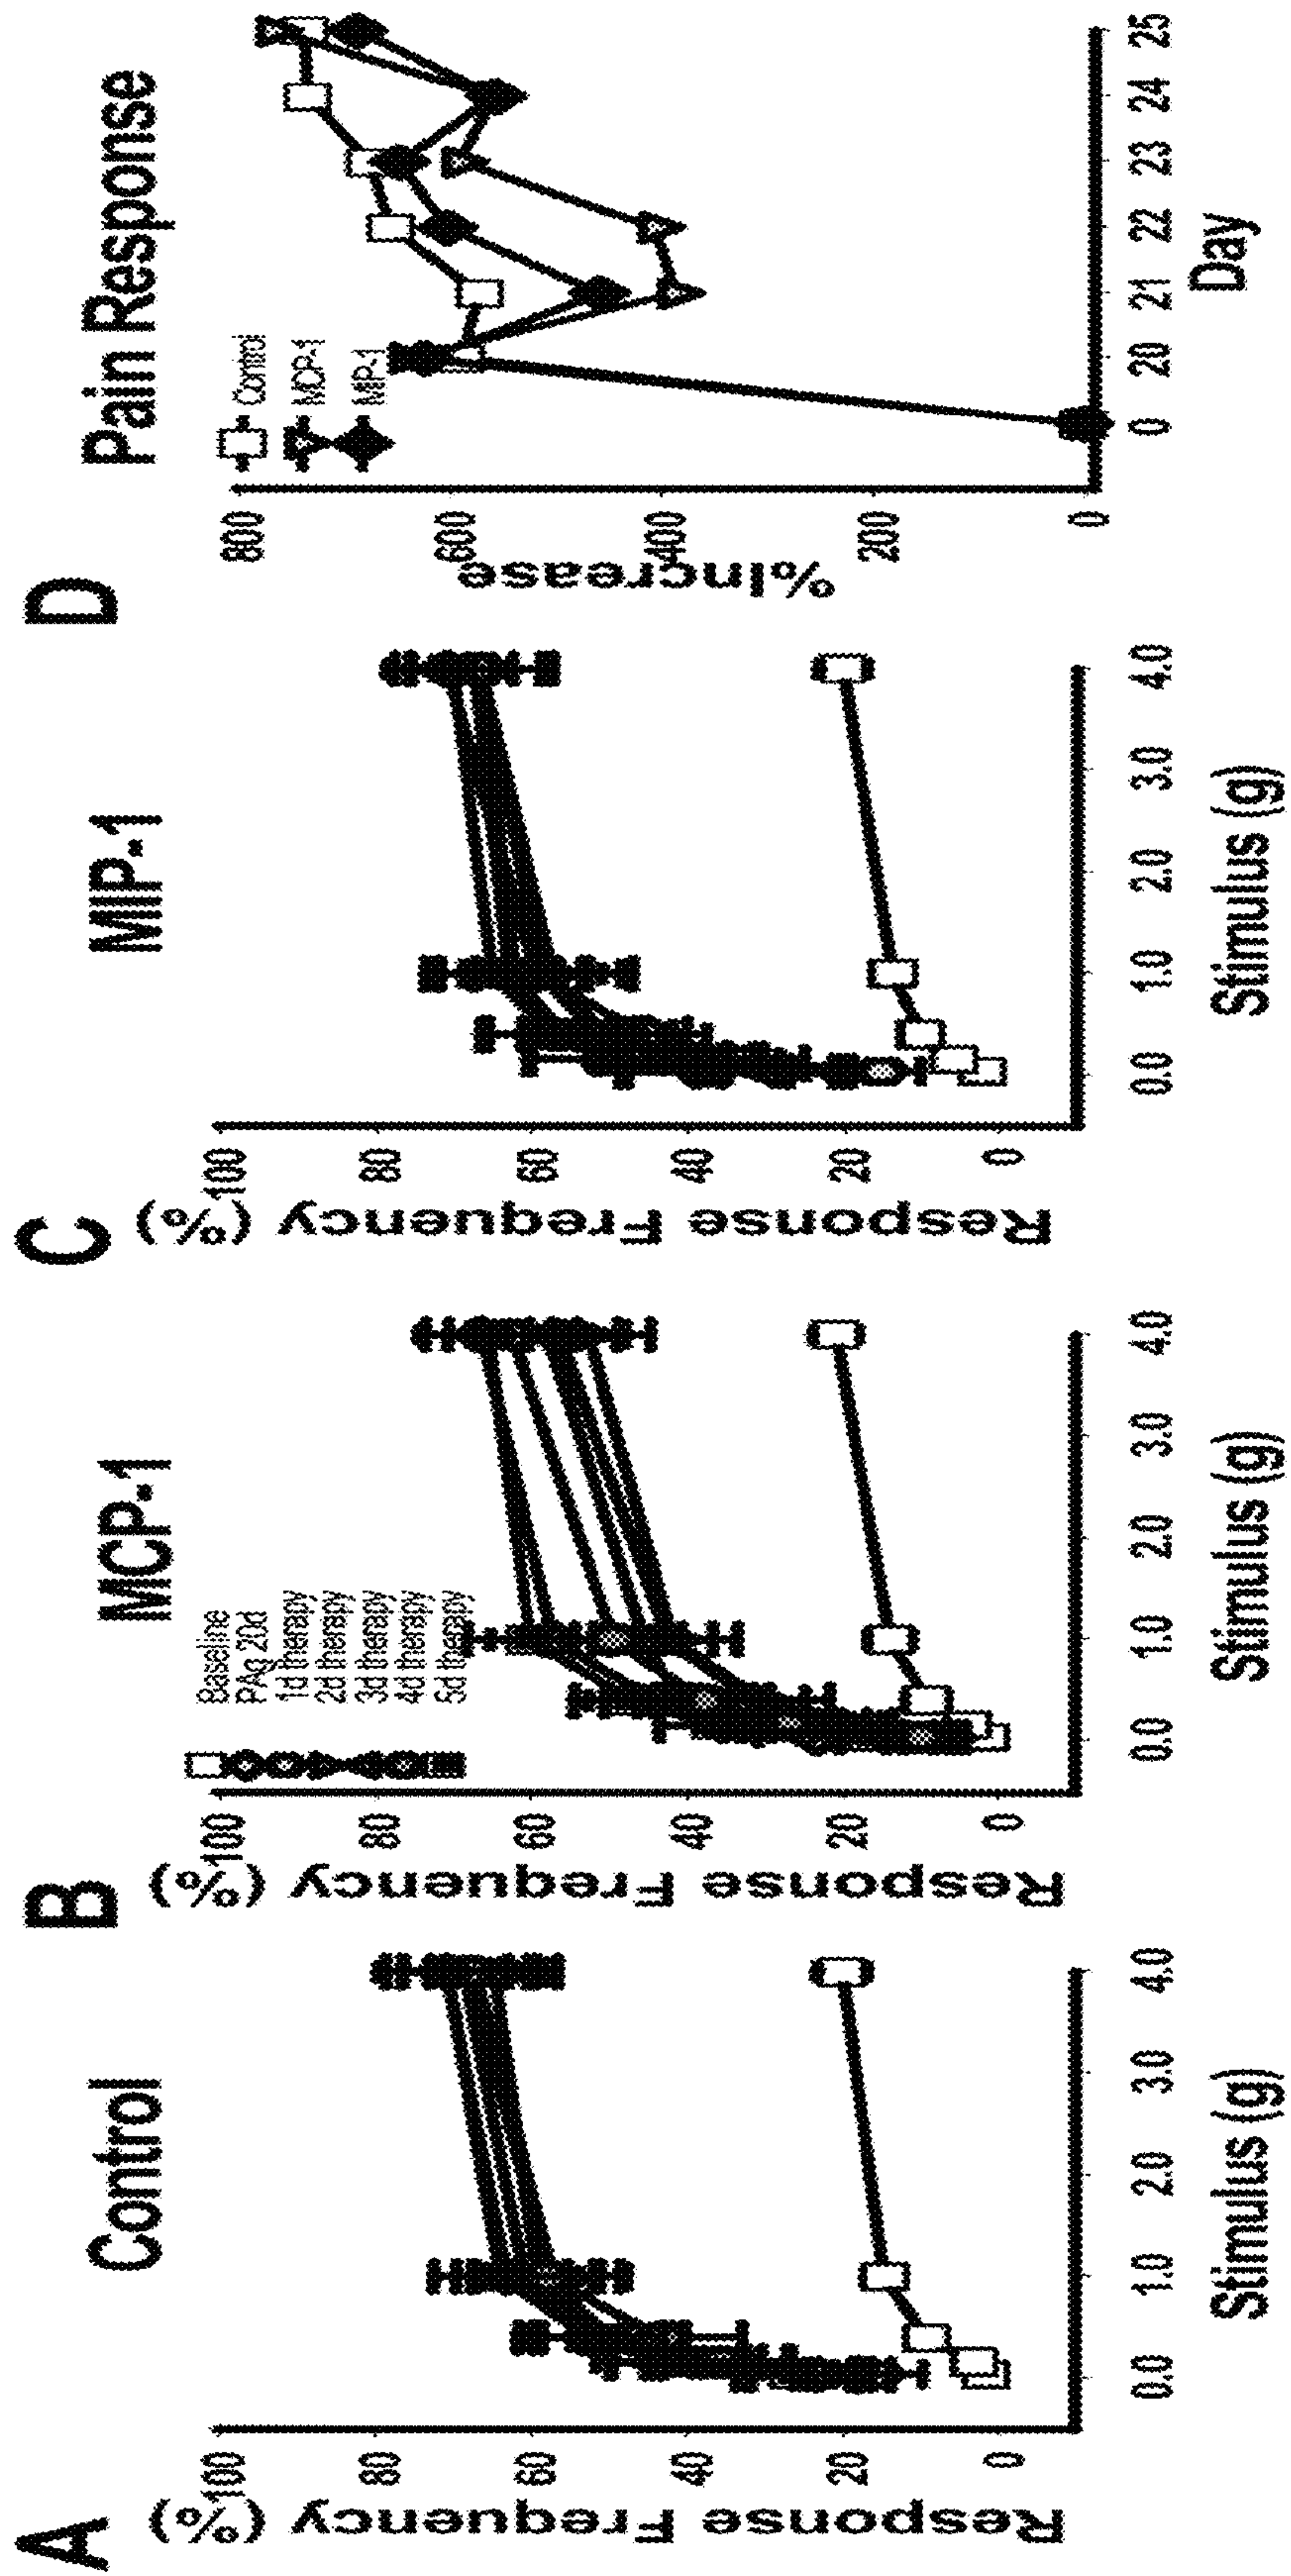 A
Control
Response Frequency (%)
100
80
60
40
20
0
0.0 1.0 2.0 3.0 4.0
Stimulus (g)
B
MCP-1
Baseline
PAg 20d
1d therapy
2d therapy
3d therapy
4d therapy
5d therapy
Response Frequency (%)
100
80
60
40
20
0
0.0 1.0 2.0 3.0 4.0
Stimulus (g)
C
MIP-1
Response Frequency (%)
100
80
60
40
20
0
0.0 1.0 2.0 3.0 4.0
Stimulus (g)
D
Pain Response
Control
MCP-1
MIP-1
%Increase
800
600
400
200
0
0 20 21 22 23 24 25
Day